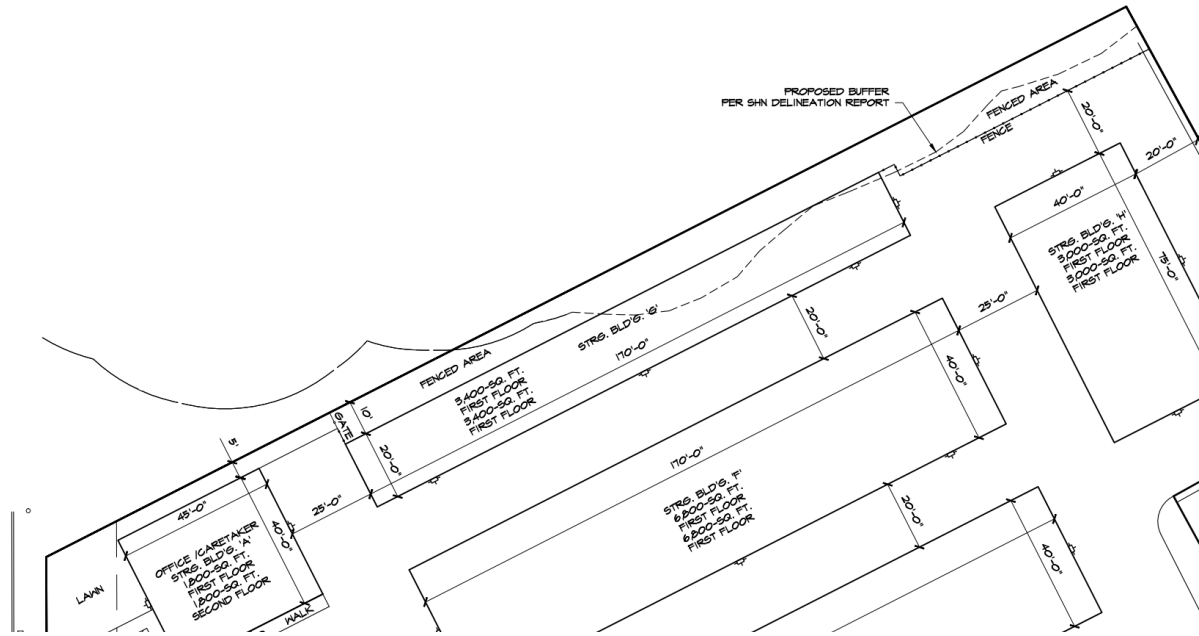 PROPOSED BUFFER
PER SHN DELINEATION REPORT
FENCED AREA
FENCE
20'-0"
20'-0"
40'-0"
STRG. BLD'G. 'H'
3,000-SQ. FT.
FIRST FLOOR
3,000-SQ. FT.
FIRST FLOOR
75'-0"
25'-0"
STRG. BLD'G. 'G'
170'-0"
20'-0"
FENCED AREA
3,400-SQ. FT.
FIRST FLOOR
3,400-SQ. FT.
FIRST FLOOR
10'
GATE
20'-0"
40'-0"
5'
25'-0"
45'-0"
40'-0"
OFFICE /CARETAKER
STRG. BLD'G. 'A'
1,800-SQ. FT.
FIRST FLOOR
1,800-SQ. FT.
SECOND FLOOR
LAWN
WALK
170'-0"
STRG. BLD'G. 'F'
6,800-SQ. FT.
FIRST FLOOR
6,800-SQ. FT.
FIRST FLOOR
20'-0"
40'-0"